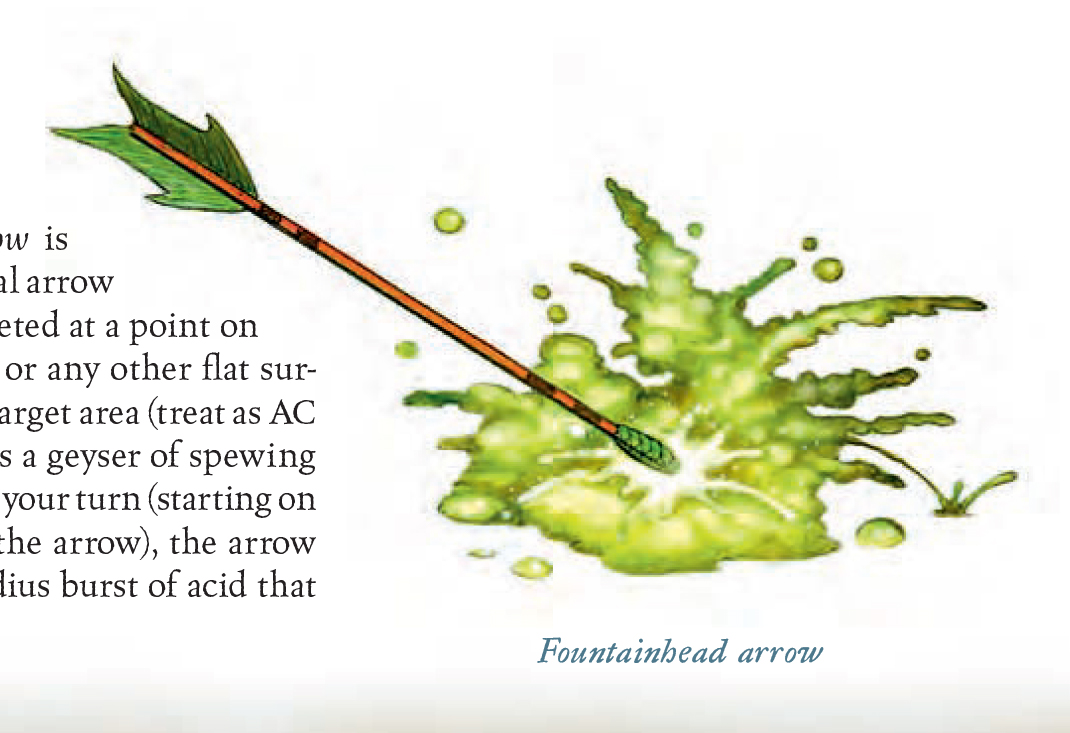 ow is
al arrow
eted at a point on
or any other flat sur-
arget area (treat as AC
s a geyser of spewing
your turn (starting on
the arrow), the arrow
dius burst of acid that
Fountainhead arrow